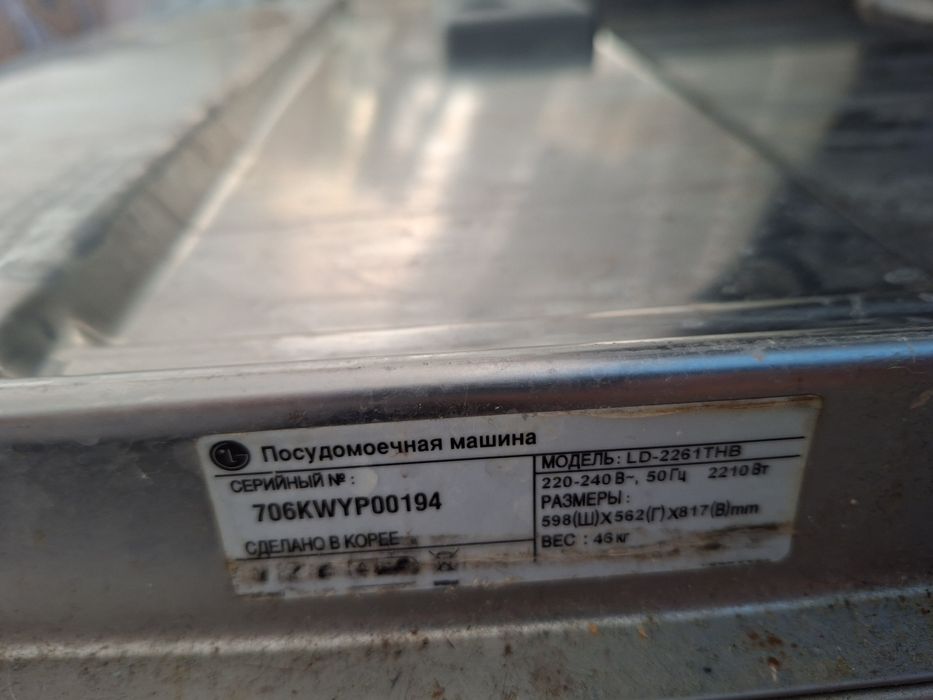 LG Посудомоечная машина
СЕРИЙНЫЙ №:
706KWYP00194
СДЕЛАНО В КОРЕЕ
МОДЕЛЬ: LD-2261THB
220-240 В~, 50 Гц 2210 Вт
РАЗМЕРЫ:
598(Ш)X562(Г)X817(В)mm
ВЕС: 46 кг